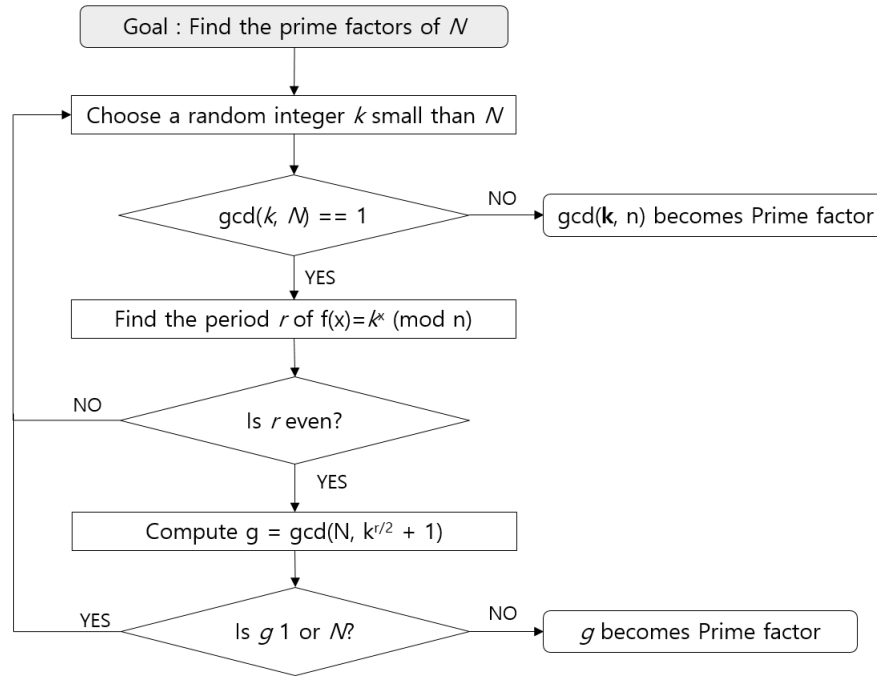 Goal : Find the prime factors of N
Choose a random integer k small than N
gcd(k, N) == 1
NO
gcd(k, n) becomes Prime factor
YES
Find the period r of f(x)=kˣ (mod n)
NO
Is r even?
YES
Compute g = gcd(N, k^r/2 + 1)
YES
Is g 1 or N?
NO
g becomes Prime factor